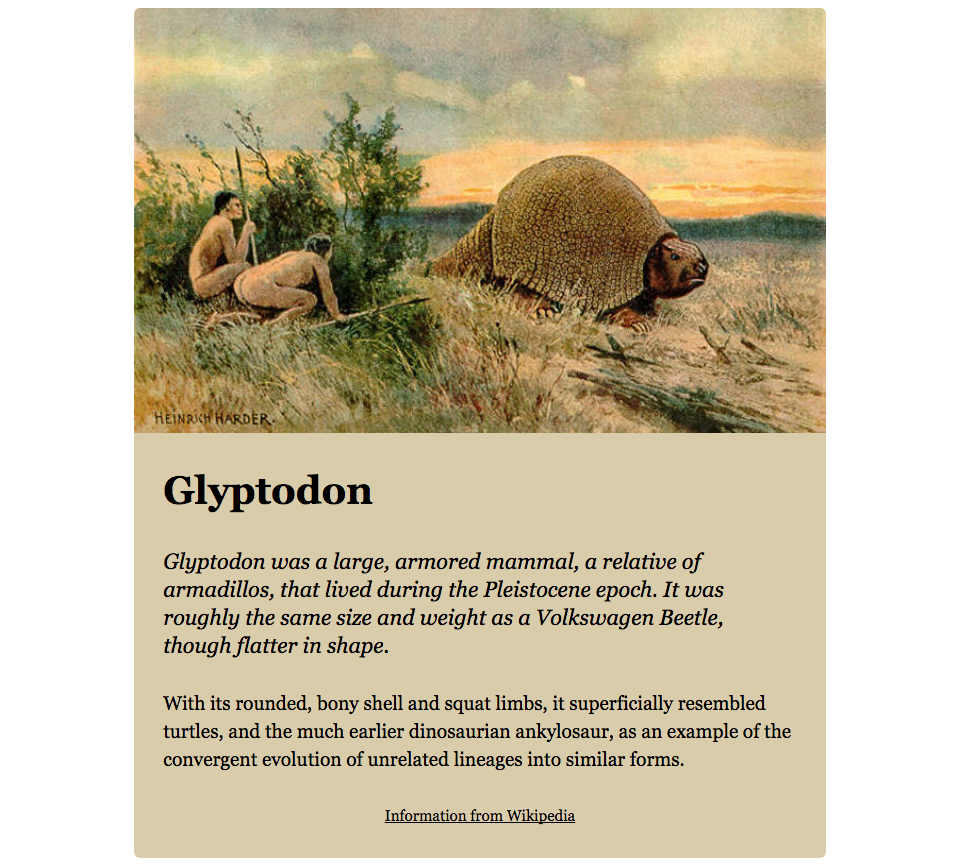 HEINRICH HARDER.
Glyptodon
Glyptodon was a large, armored mammal, a relative of
armadillos, that lived during the Pleistocene epoch. It was
roughly the same size and weight as a Volkswagen Beetle,
though flatter in shape.
With its rounded, bony shell and squat limbs, it superficially resembled
turtles, and the much earlier dinosaurian ankylosaur, as an example of the
convergent evolution of unrelated lineages into similar forms.
Information from Wikipedia